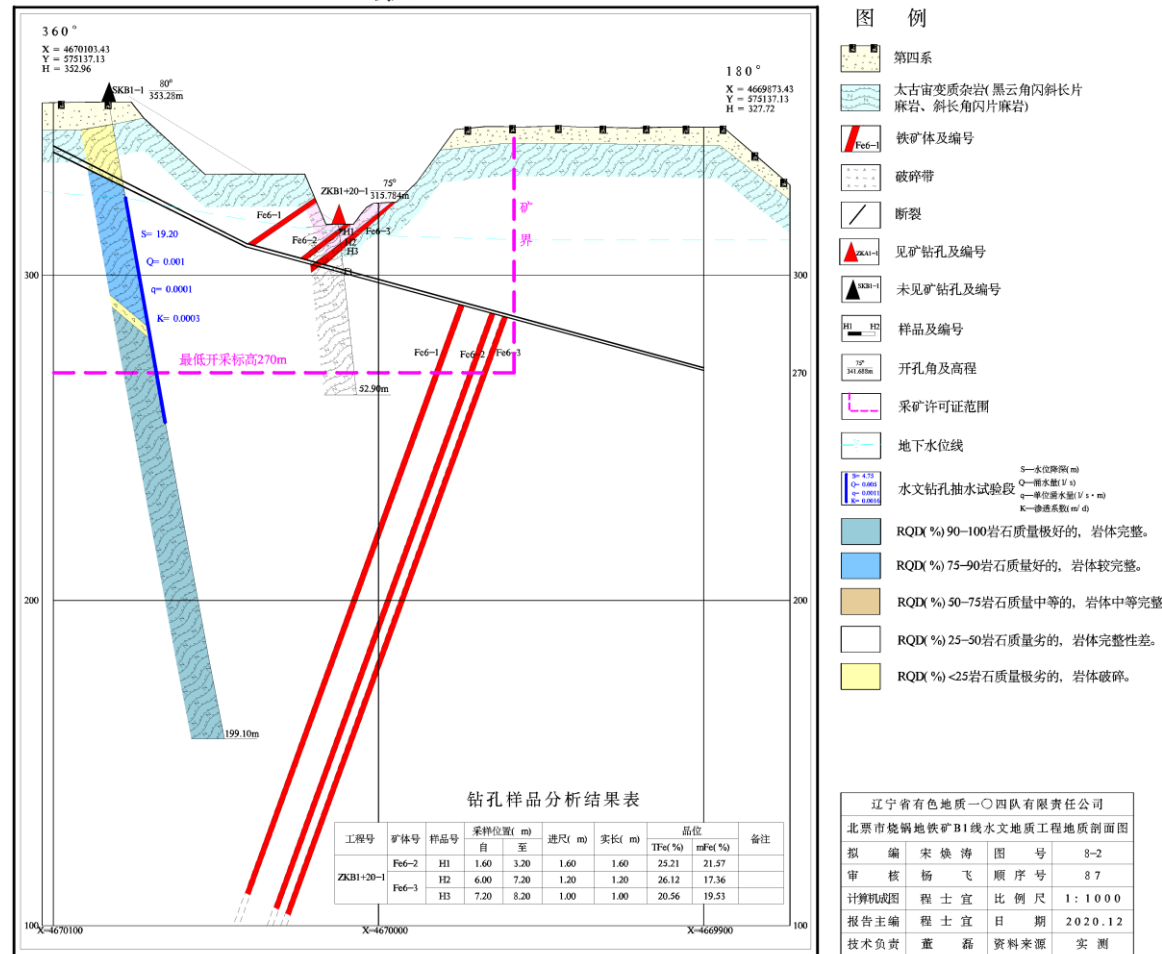 360°
X = 4670103.43
Y = 575137.13
H = 352.96
SKB1-1
80°
353.28m
180°
X = 4669873.43
Y = 575137.13
H = 327.72
ZKB1+20-1
75°
315.784m
Fe6-1
Fe6-2
Fe6-3
H1
H2
H3
F1
矿
界
S= 19.20
Q= 0.001
q= 0.0001
K= 0.0003
300
300
最低开采标高270m
270
52.90m
Fe6-1
Fe6-2
Fe6-3
200
200
199.10m
100
100
X=4670100
X=4670000
X=4669900
钻孔样品分析结果表
工程号 矿体号 样品号 采样位置( m) 进尺( m) 实长( m) 品位 备注
自 至 TFe( %) mFe( %)
ZKB1+20-1
Fe6-2 H1 1.60 3.20 1.60 1.60 25.21 21.57
Fe6-3 H2 6.00 7.20 1.20 1.20 26.12 17.36
H3 7.20 8.20 1.00 1.00 20.56 19.53
图 例
第四系
太古宙变质杂岩( 黑云角闪斜长片
麻岩、斜长角闪片麻岩)
Fe6-1
铁矿体及编号
破碎带
断裂
ZKA1-1
见矿钻孔及编号
SKB1-1
未见矿钻孔及编号
H1 H2
样品及编号
75°
341.688m
开孔角及高程
采矿许可证范围
地下水位线
S= 4.75
Q= 0.005
q= 0.0011
K= 0.0016
水文钻孔抽水试验段
S—水位降深( m)
Q—涌水量( l/ s)
q—单位涌水量( l/ s·m)
K—渗透系数( m/ d)
RQD( %) 90-100岩石质量极好的，岩体完整。
RQD( %) 75-90岩石质量好的，岩体较完整。
RQD( %) 50-75岩石质量中等的，岩体中等完整
RQD( %) 25-50岩石质量劣的，岩体完整性差。
RQD( %) <25岩石质量极劣的，岩体破碎。
辽宁省有色地质一〇四队有限责任公司
北票市烧锅地铁矿B1线水文地质工程地质剖面图
拟 编 宋焕涛 图 号 8-2
审 核 杨 飞 顺序号 87
计算机成图 程士宜 比例尺 1:1000
报告主编 程士宜 日 期 2020.12
技术负责 董 磊 资料来源 实 测